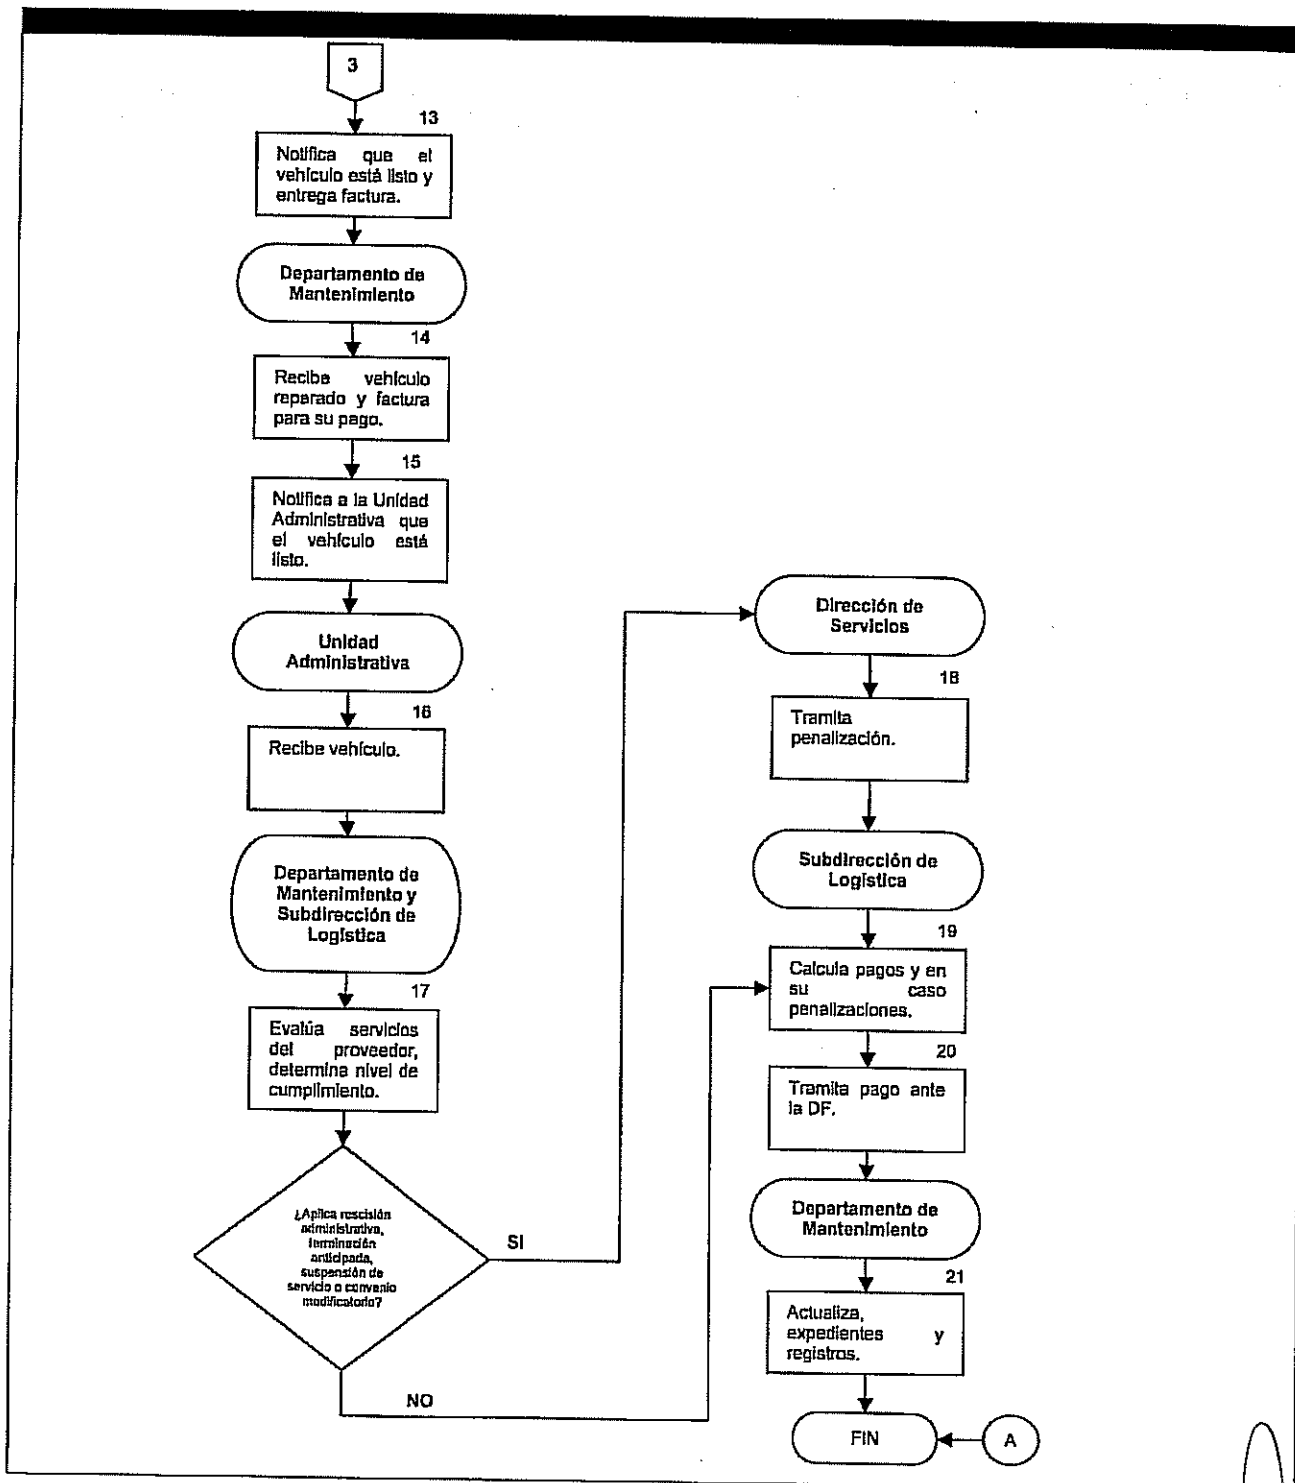 3
13
Notifica que el
vehículo está listo y
entrega factura.
Departamento de
Mantenimiento
14
Recibe vehículo
reparado y factura
para su pago.
15
Notifica a la Unidad
Administrativa que
el vehículo está
listo.
Unidad
Administrativa
16
Recibe vehículo.
Departamento de
Mantenimiento y
Subdirección de
Logística
17
Evalúa servicios
del proveedor,
determina nivel de
cumplimiento.
¿Aplica rescisión
administrativa,
terminación
anticipada,
suspensión de
servicio o convenio
modificatorio?
SI
NO
Dirección de
Servicios
18
Tramita
penalización.
Subdirección de
Logística
19
Calcula pagos y en
su caso
penalizaciones.
20
Tramita pago ante
la DF.
Departamento de
Mantenimiento
21
Actualiza,
expedientes y
registros.
FIN
A